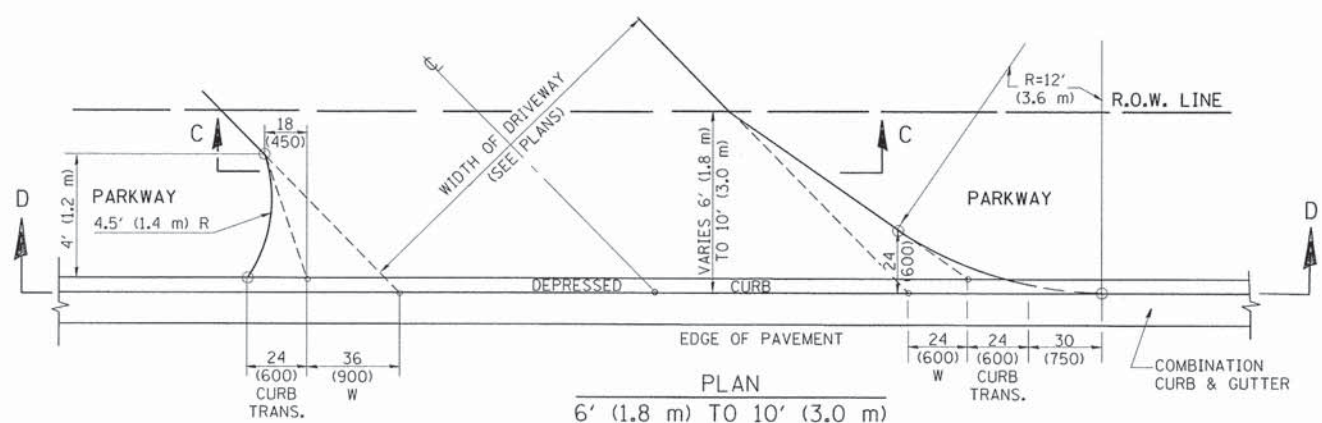 ℄
R=12'
(3.6 m)
R.O.W. LINE
C
18
(450)
WIDTH OF DRIVEWAY
(SEE PLANS)
C
D
4' (1.2 m)
PARKWAY
4.5' (1.4 m) R
VARIES 6' (1.8 m)
TO 10' (3.0 m)
PARKWAY
D
24
(600)
DEPRESSED CURB
EDGE OF PAVEMENT
24
(600)
CURB
TRANS.
36
(900)
W
24
(600)
W
24
(600)
CURB
TRANS.
30
(750)
COMBINATION
CURB & GUTTER
PLAN
6' (1.8 m) TO 10' (3.0 m)